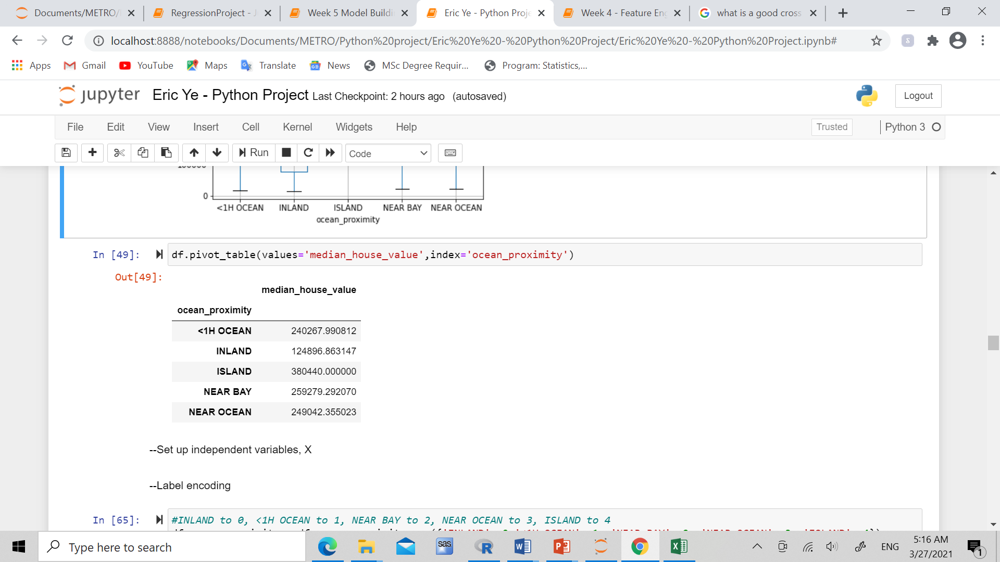 Documents/METRO/
RegressionProject - J
Week 5 Model Buildi
Eric Ye - Python Proje
Week 4 - Feature Eng
what is a good cross
localhost:8888/notebooks/Documents/METRO/Python%20project/Eric%20Ye%20-%20Python%20Project/Eric%20Ye%20-%20Python%20Project.ipynb#
Apps Gmail YouTube Maps Translate News MSc Degree Requir... Program: Statistics,...
jupyter Eric Ye - Python Project Last Checkpoint: 2 hours ago (autosaved)
Logout
File Edit View Insert Cell Kernel Widgets Help
Trusted
Python 3
Run
Code
0
<1H OCEAN INLAND ISLAND NEAR BAY NEAR OCEAN
ocean_proximity
In [49]: df.pivot_table(values='median_house_value',index='ocean_proximity')
Out[49]:
median_house_value
ocean_proximity
<1H OCEAN 240267.990812
INLAND 124896.863147
ISLAND 380440.000000
NEAR BAY 259279.292070
NEAR OCEAN 249042.355023
--Set up independent variables, X
--Label encoding
In [65]: #INLAND to 0, <1H OCEAN to 1, NEAR BAY to 2, NEAR OCEAN to 3, ISLAND to 4
Type here to search
sas
ENG
5:16 AM
3/27/2021
1